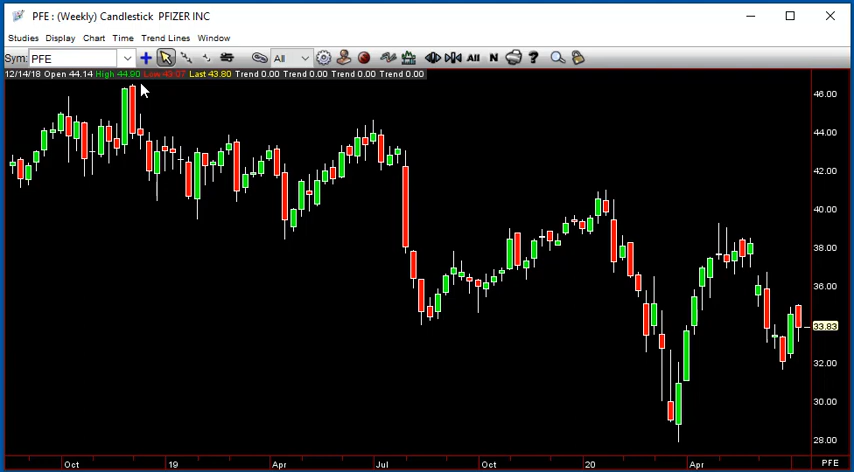 PFE : (Weekly) Candlestick PFIZER INC
Studies Display Chart Time Trend Lines Window
Sym: PFE All All N ?
12/14/18 Open 44.14 High 44.90 Low 43.07 Last 43.80 Trend 0.00 Trend 0.00 Trend 0.00 Trend 0.00
46.00
44.00
42.00
40.00
38.00
36.00
33.83
32.00
30.00
28.00
Oct 19 Apr Jul Oct 20 Apr PFE